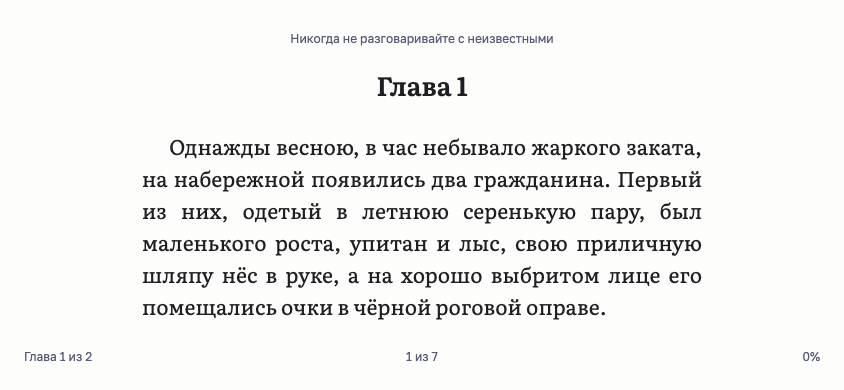 Никогда не разговаривайте с неизвестными
Глава 1
Однажды весною, в час небывало жаркого заката,
на набережной появились два гражданина. Первый
из них, одетый в летнюю серенькую пару, был
маленького роста, упитан и лыс, свою приличную
шляпу нёс в руке, а на хорошо выбритом лице его
помещались очки в чёрной роговой оправе.
Глава 1 из 2
1 из 7
0%